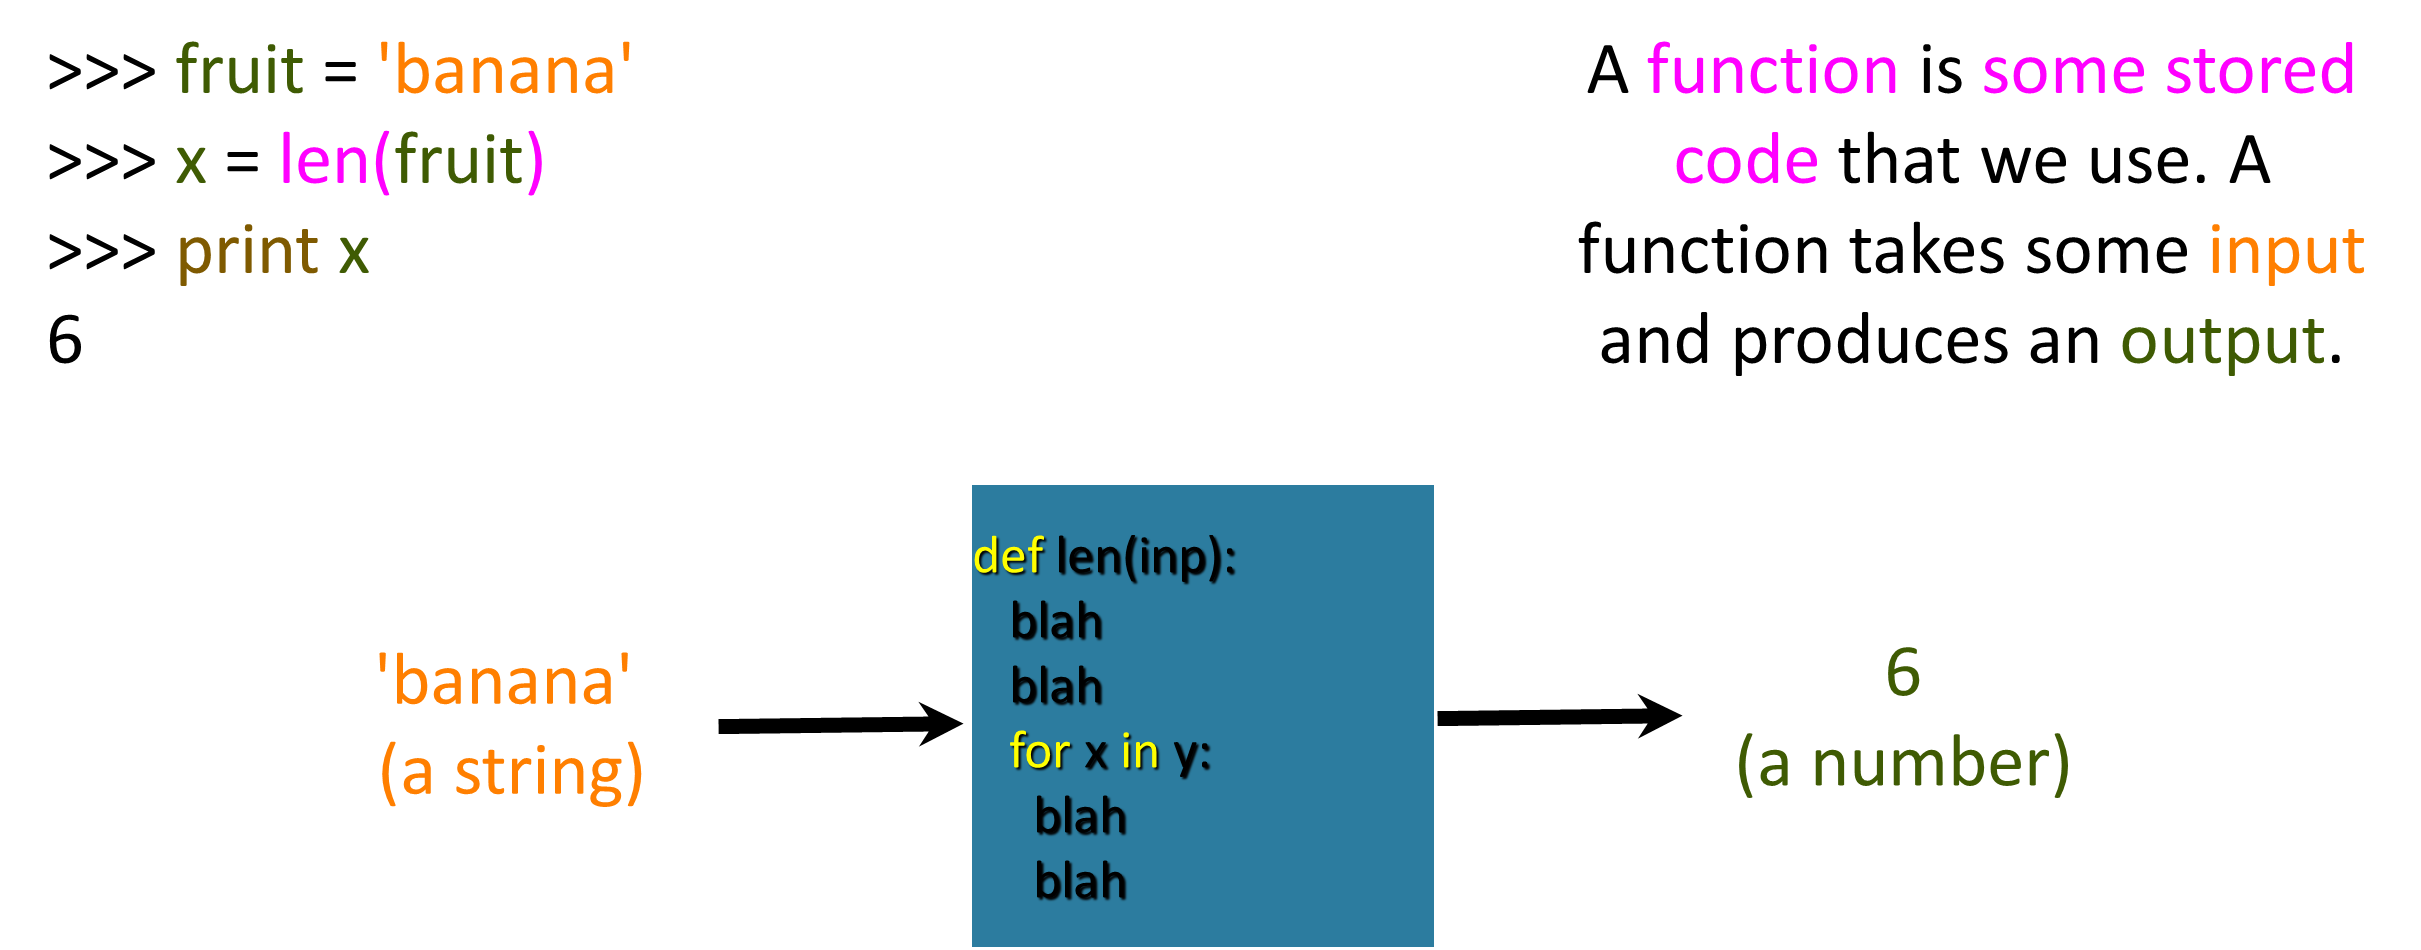 >>> fruit = 'banana'
>>> x = len(fruit)
>>> print x
6
A function is some stored
code that we use. A
function takes some input
and produces an output.
'banana'
(a string)
def len(inp):
blah
blah
for x in y:
blah
blah
6
(a number)